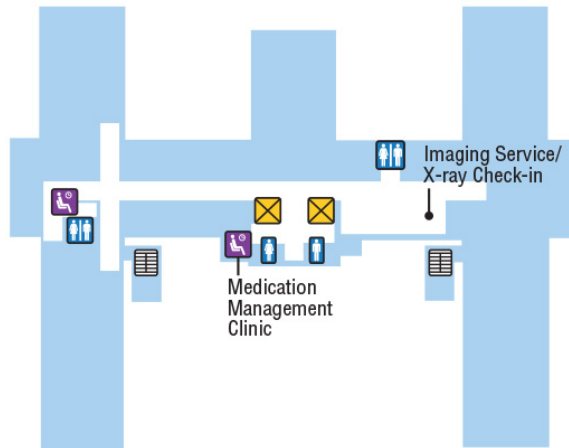 Imaging Service/
X-ray Check-in
Medication
Management
Clinic